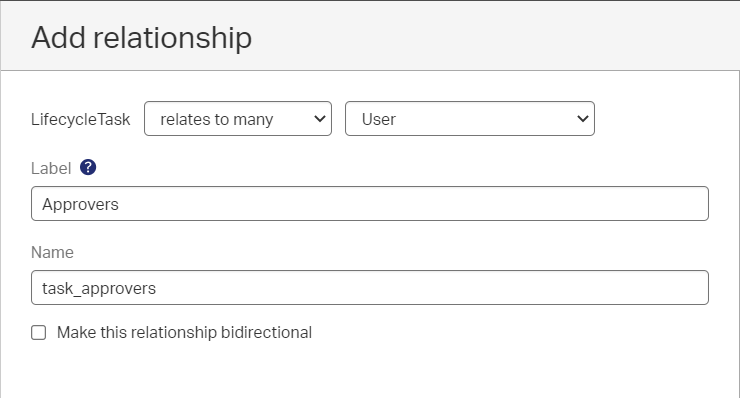 Add relationship
LifecycleTask relates to many User
Label ?
Approvers
Name
task_approvers
Make this relationship bidirectional